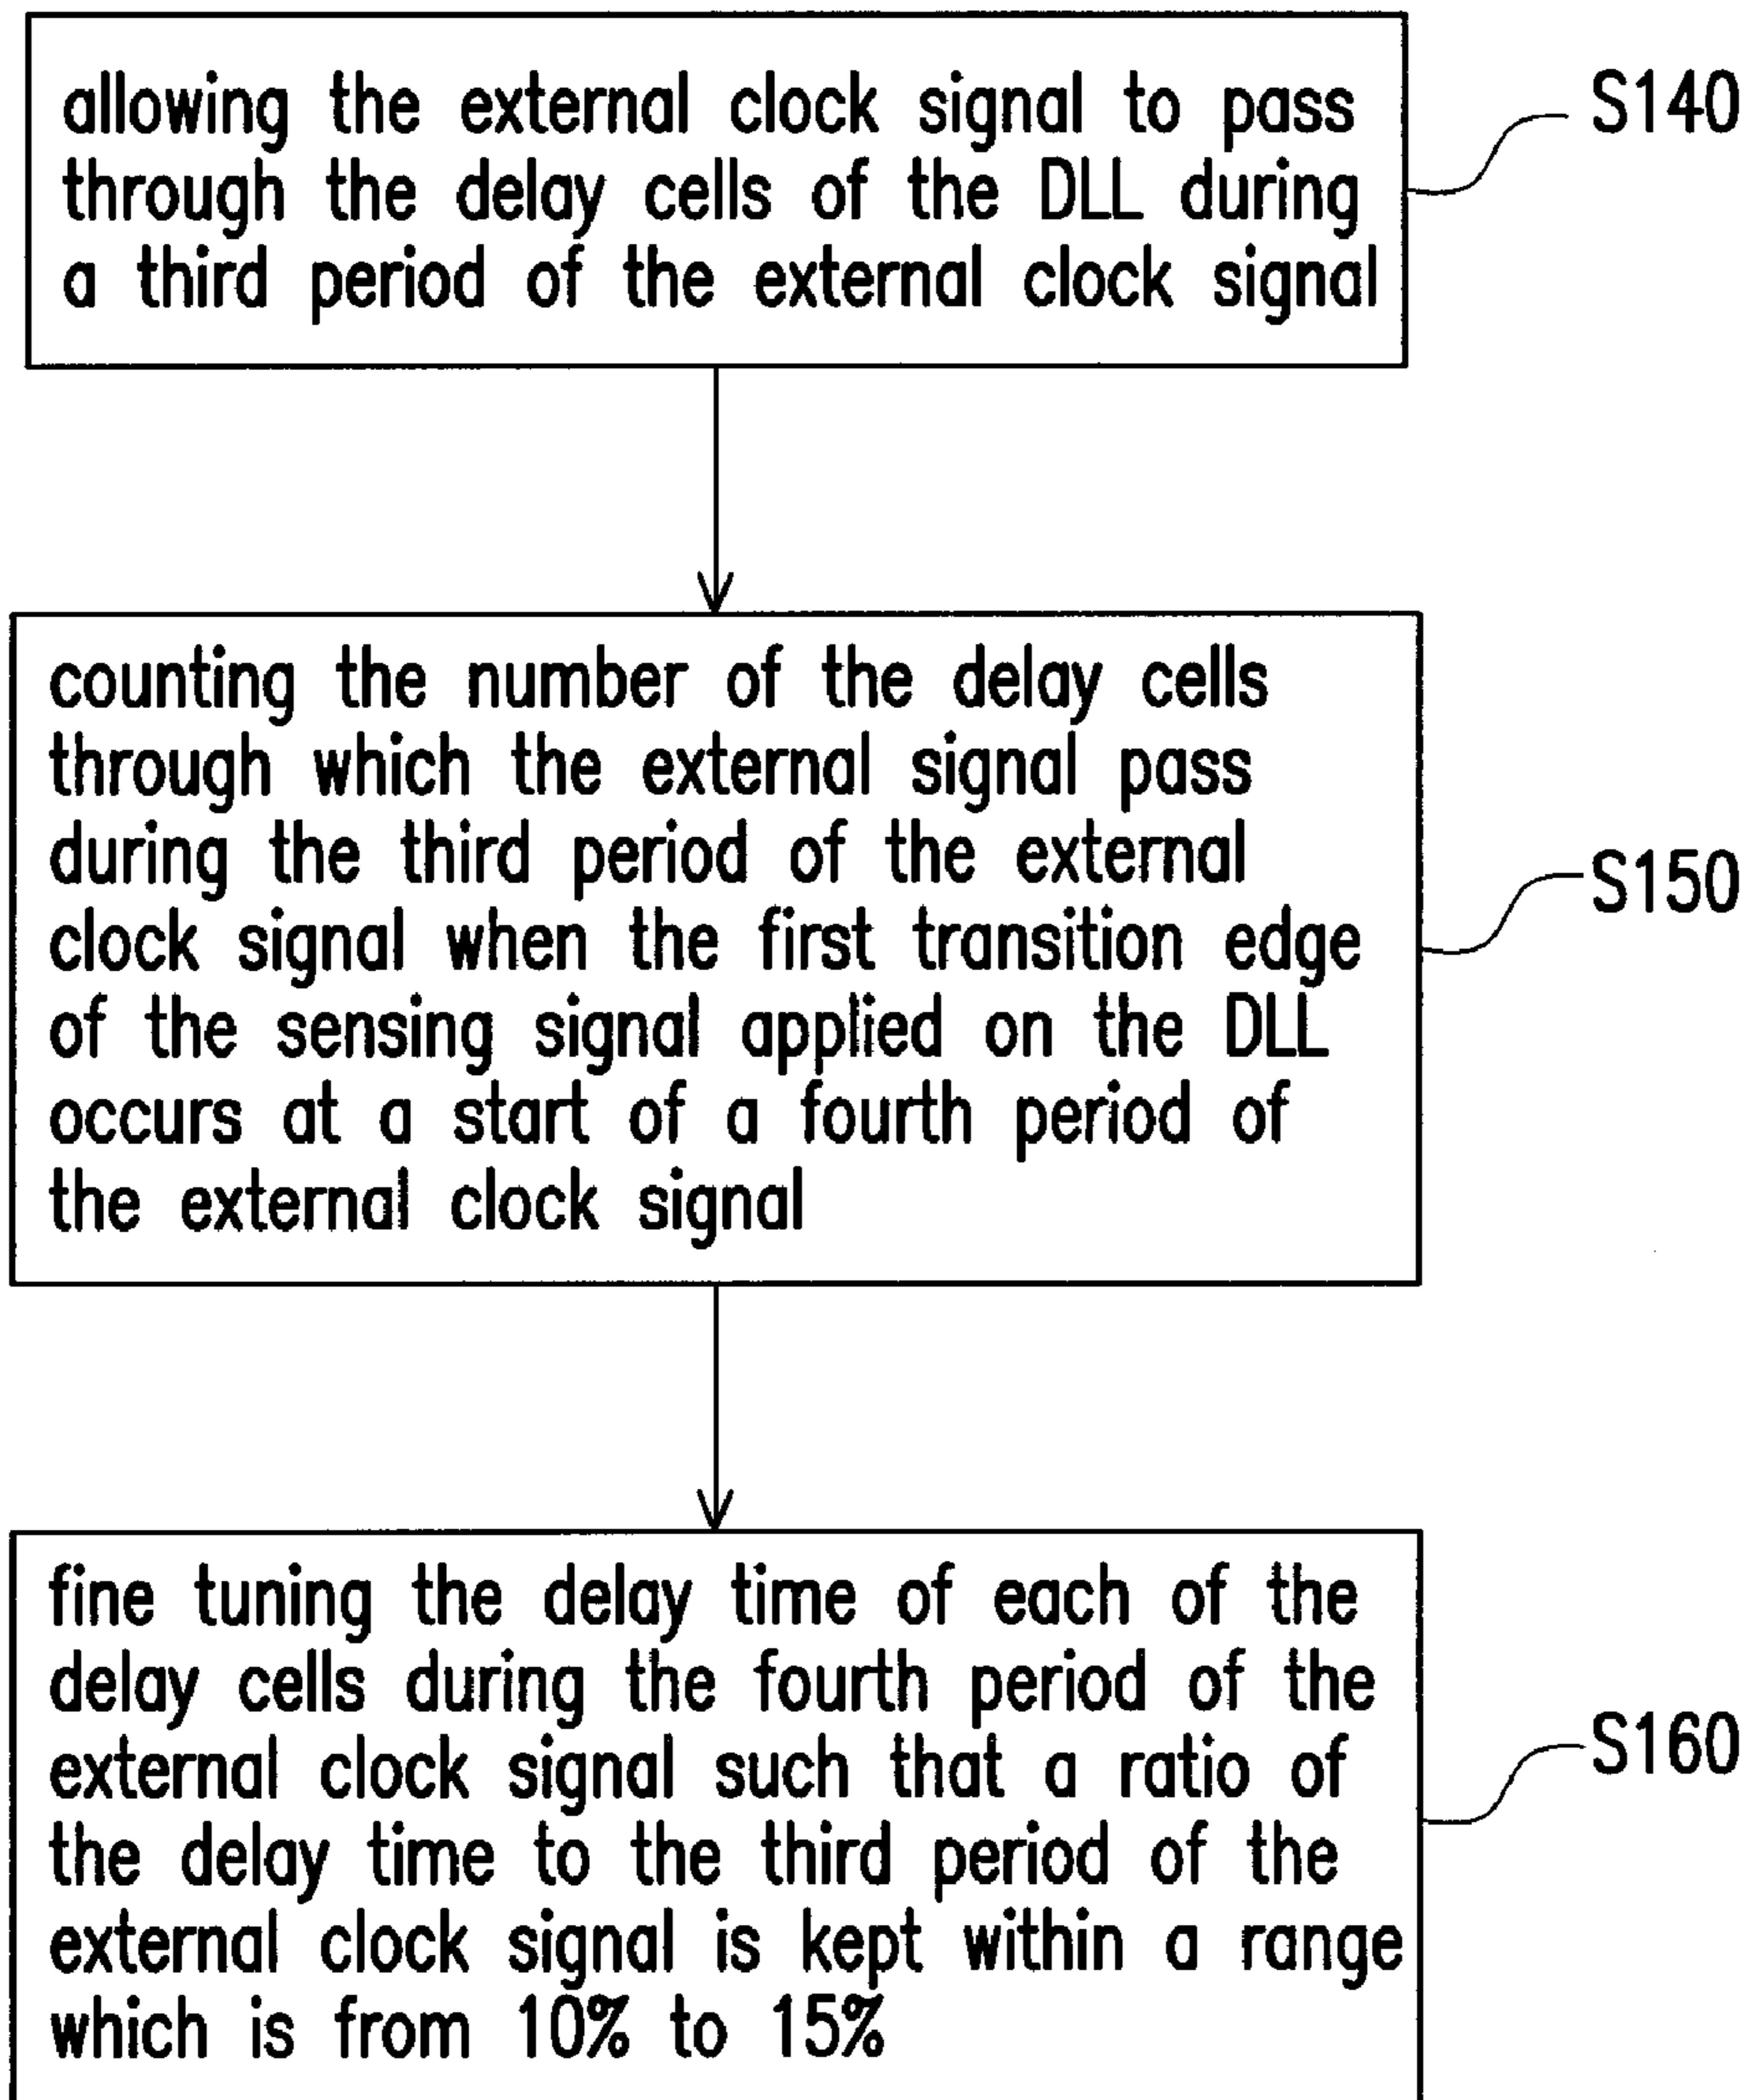 allowing the external clock signal to pass
through the delay cells of the DLL during
a third period of the external clock signal
S140
counting the number of the delay cells
through which the external signal pass
during the third period of the external
clock signal when the first transition edge
of the sensing signal applied on the DLL
occurs at a start of a fourth period of
the external clock signal
S150
fine tuning the delay time of each of the
delay cells during the fourth period of the
external clock signal such that a ratio of
the delay time to the third period of the
external clock signal is kept within a range
which is from 10% to 15%
S160